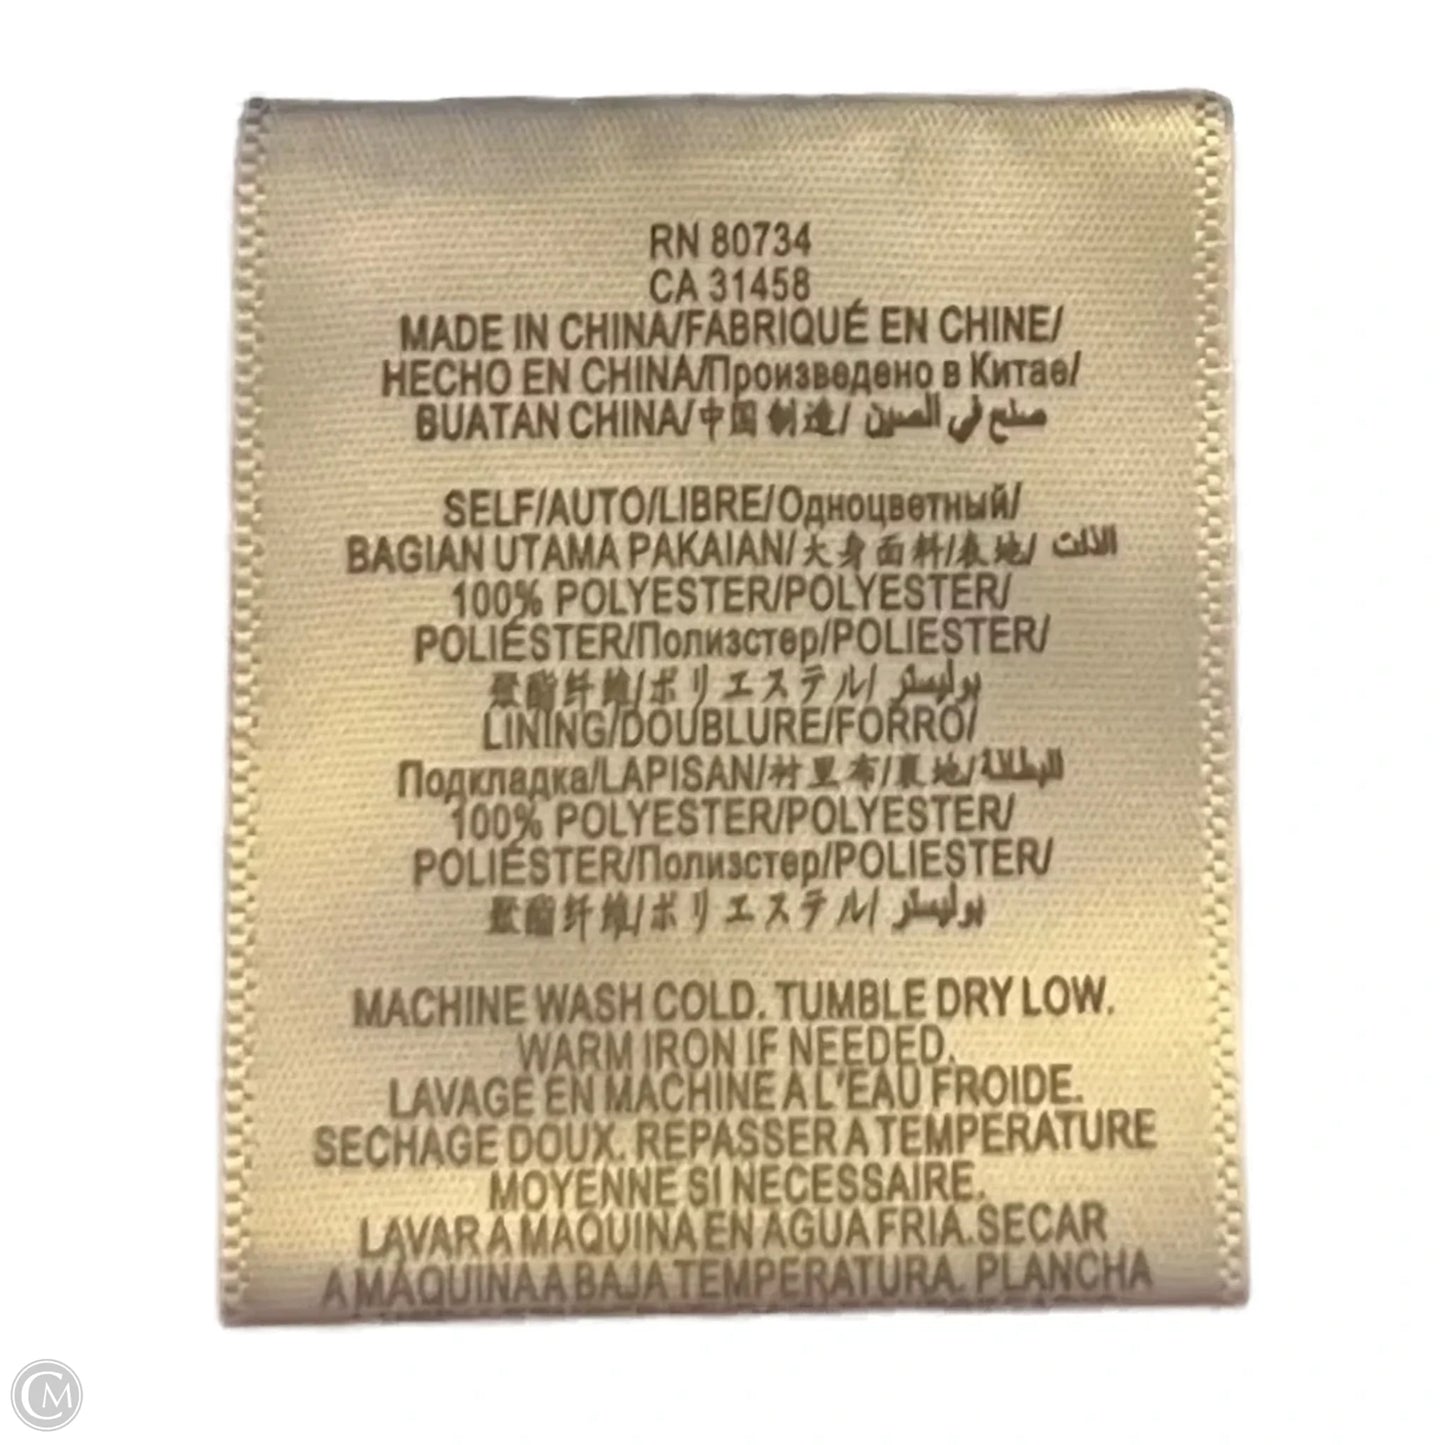 RN 80734
CA 31458
MADE IN CHINA/FABRIQUÉ EN CHINE/
HECHO EN CHINA/Произведено в Китае/
BUATAN CHINA/中国制造/ صنع في الصين
SELF/AUTO/LIBRE/Одноцветный/
BAGIAN UTAMA PAKAIAN/大身面料/表地/
100% POLYESTER/POLYESTER/
POLIÉSTER/Полиэстер/POLIESTER/
聚酯纤维/ポリエステル/ بوليستر
LINING/DOUBLURE/FORRO/
Подкладка/LAPISAN/衬里布/裏地/ البطانة
100% POLYESTER/POLYESTER/
POLIÉSTER/Полиэстер/POLIESTER/
聚酯纤维/ポリエステル/ بوليستر
MACHINE WASH COLD. TUMBLE DRY LOW.
WARM IRON IF NEEDED.
LAVAGE EN MACHINE A L'EAU FROIDE.
SECHAGE DOUX. REPASSER A TEMPERATURE
MOYENNE SI NECESSAIRE.
LAVAR A MÁQUINA EN AGUA FRIA. SECAR
A MÁQUINA A BAJA TEMPERATURA. PLANCHA
CM